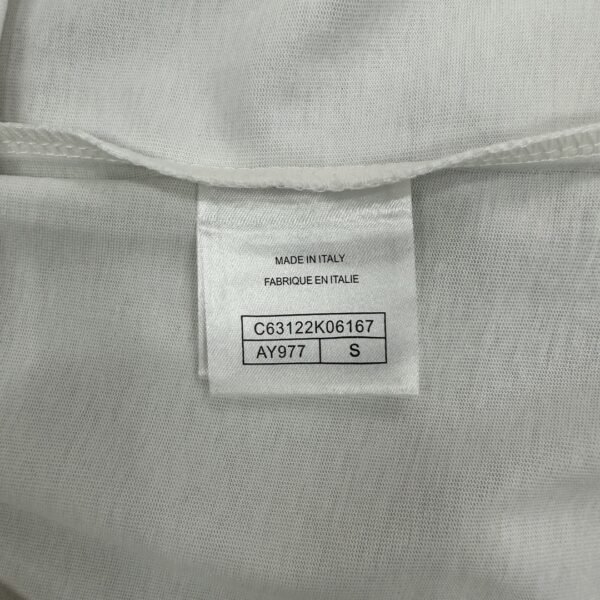 MADE IN ITALY
FABRIQUE EN ITALIE
C63122K06167
AY977 S